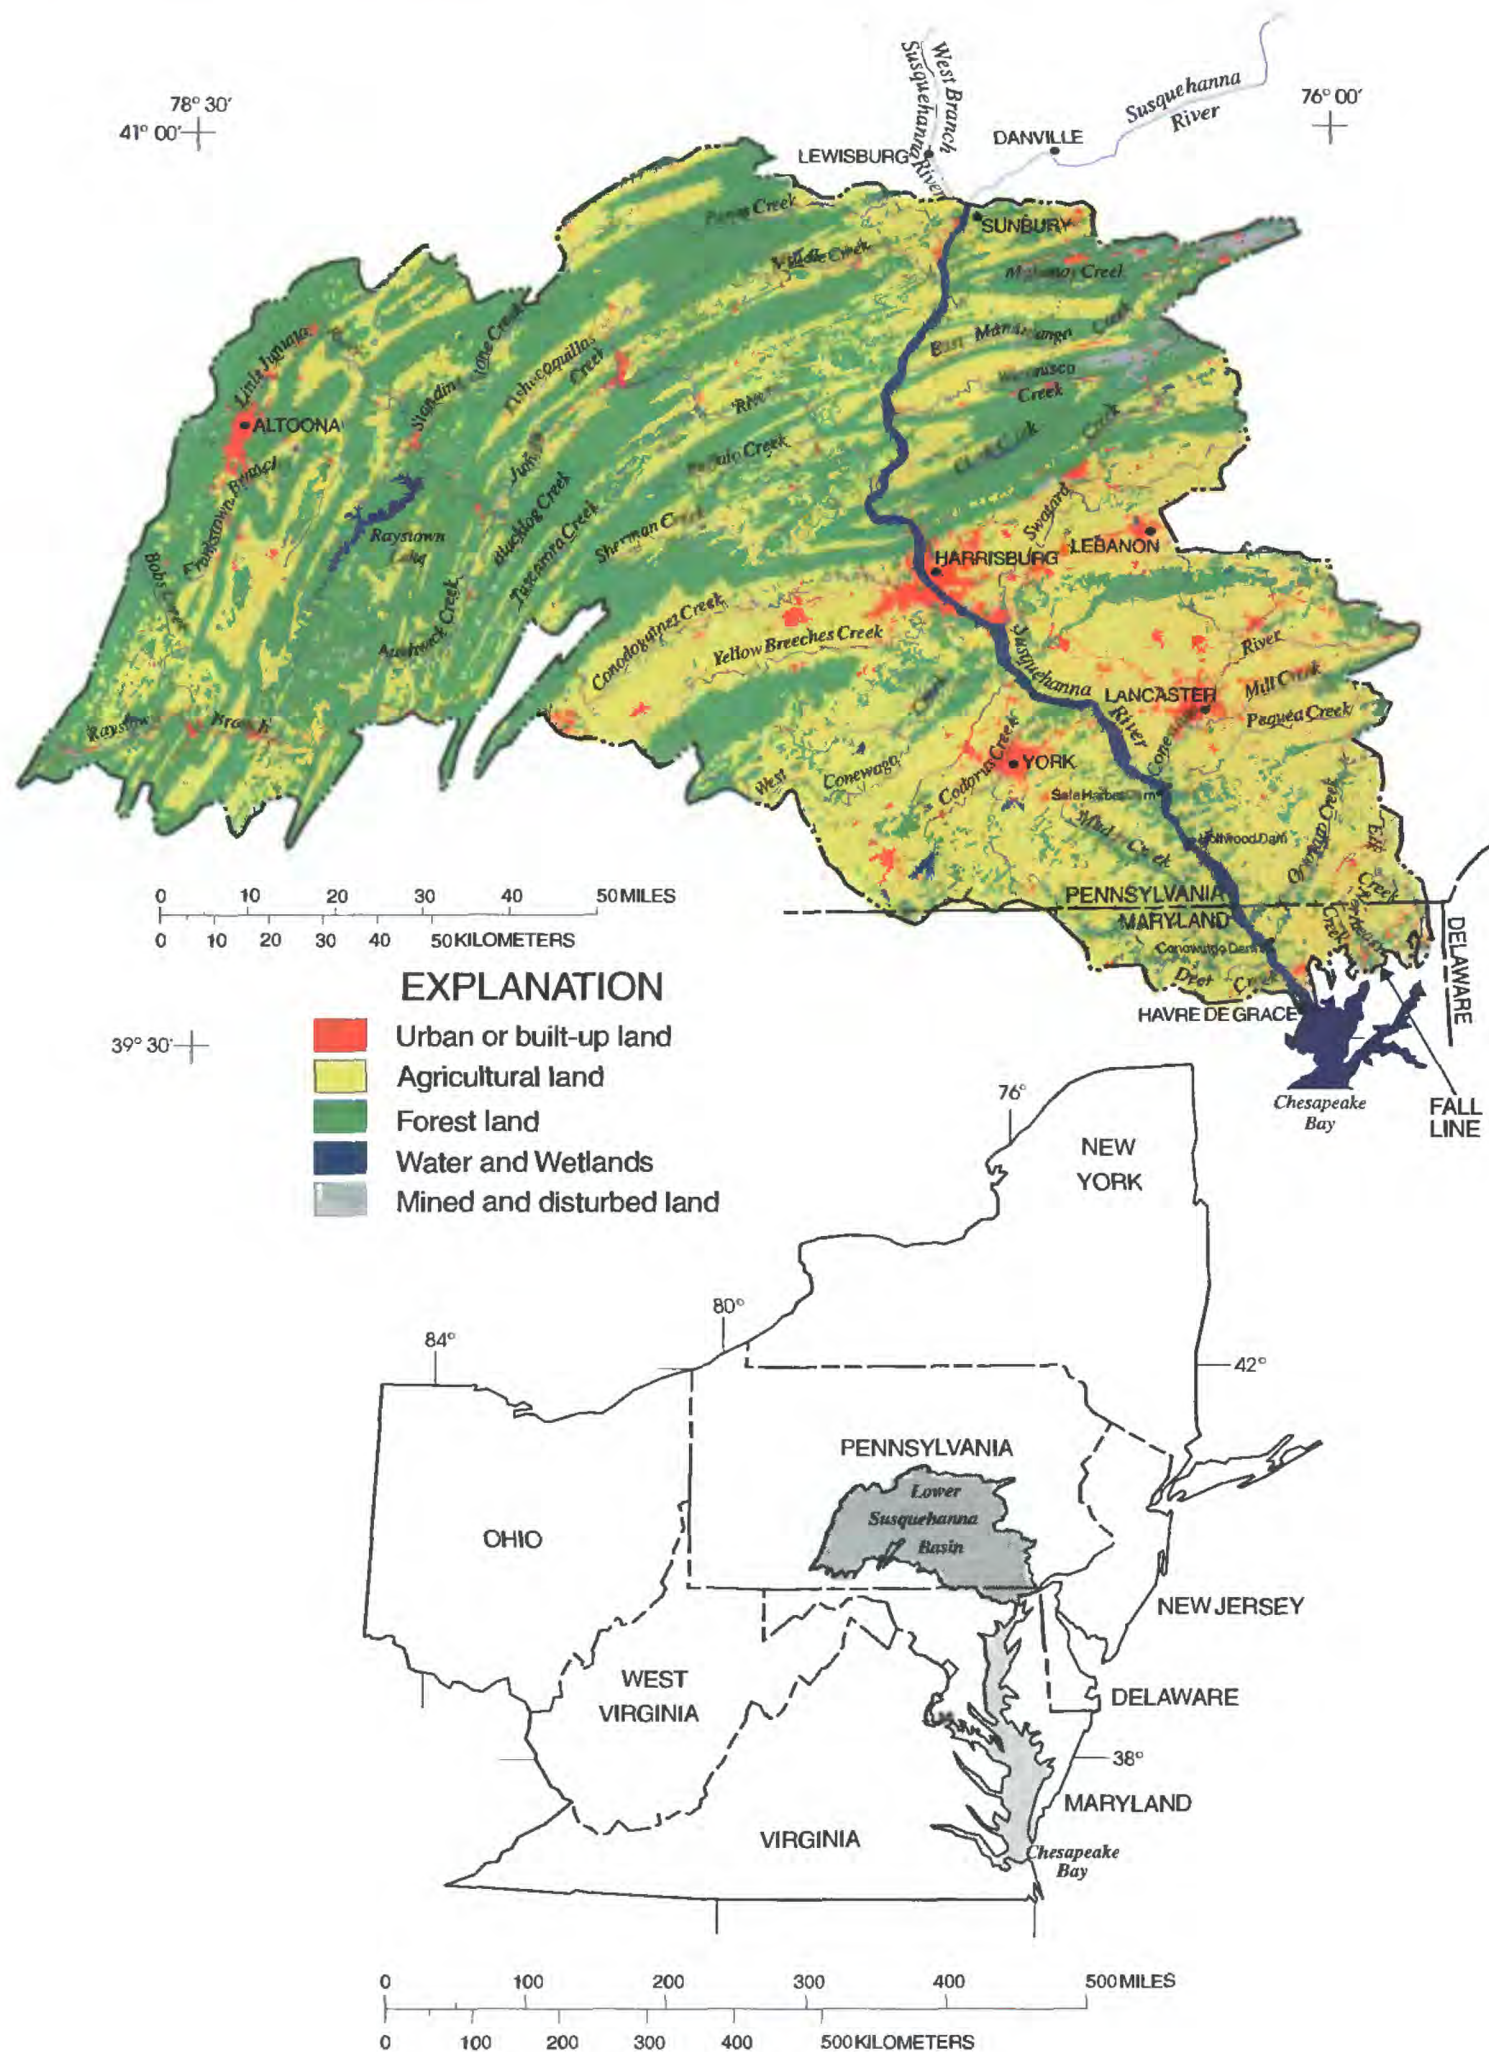 78° 30'
41° 00'
76° 00'
West Branch
Susquehanna River
Susquehanna
River
LEWISBURG
DANVILLE
SUNBURY
Penns Creek
Middle Creek
Creek
East Mahantango Creek
Wiconisco
Creek
Little Juniata
Creek
Kishacoquillas
Creek
River
ALTOONA
Buffalo Creek
Creek
Frankstown Branch
Blacklog Creek
Tuscarora Creek
Sherman Creek
Swatara
Creek
Raystown
Lake
Bobs Creek
Aughwick Creek
HARRISBURG
LEBANON
Conodoguinet Creek
Yellow Breeches Creek
Susquehanna
River
LANCASTER
River
Mill Creek
Pequea Creek
Raystown Branch
West
Conewago
Creek
Codorus Creek
YORK
Safe Harbor Dam
Holtwood Dam
Muddy Creek
Octoraro Creek
Elk
Creek
Creek
PENNSYLVANIA
MARYLAND
DELAWARE
Conowingo Dam
Deer Creek
HAVRE DE GRACE
Chesapeake
Bay
FALL
LINE
0 10 20 30 40 50 MILES
0 10 20 30 40 50 KILOMETERS
39° 30'
EXPLANATION
Urban or built-up land
Agricultural land
Forest land
Water and Wetlands
Mined and disturbed land
76°
NEW
YORK
80°
84°
42°
PENNSYLVANIA
Lower
Susquehanna
Basin
OHIO
NEW JERSEY
WEST
VIRGINIA
DELAWARE
38°
MARYLAND
VIRGINIA
Chesapeake
Bay
0 100 200 300 400 500 MILES
0 100 200 300 400 500 KILOMETERS